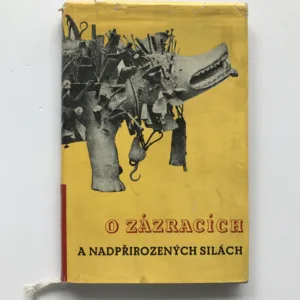 O ZÁZRACÍCH
A NADPŘIROZENÝCH SILÁCH